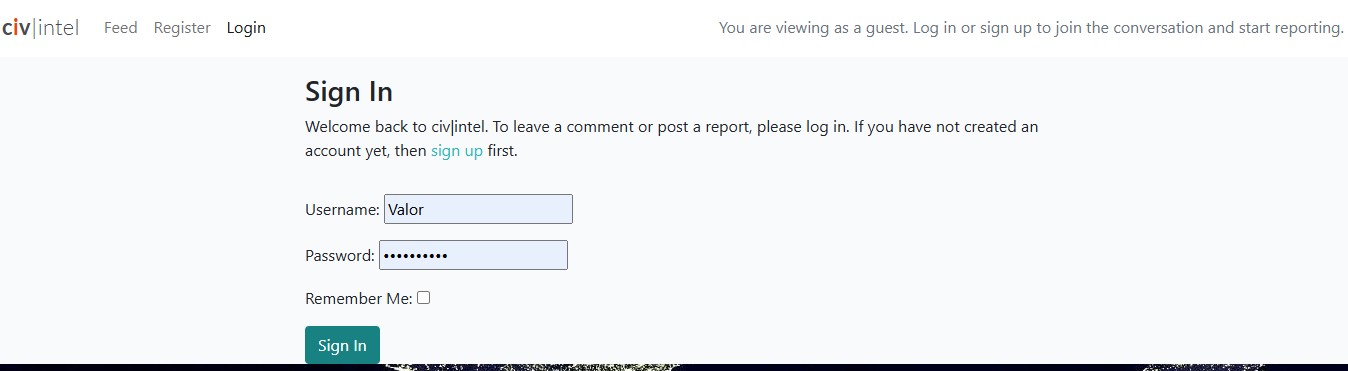 civ|intel Feed Register Login You are viewing as a guest. Log in or sign up to join the conversation and start reporting.
Sign In
Welcome back to civ|intel. To leave a comment or post a report, please log in. If you have not created an
account yet, then sign up first.
Username: Valor
Password: ••••••••••
Remember Me:
Sign In